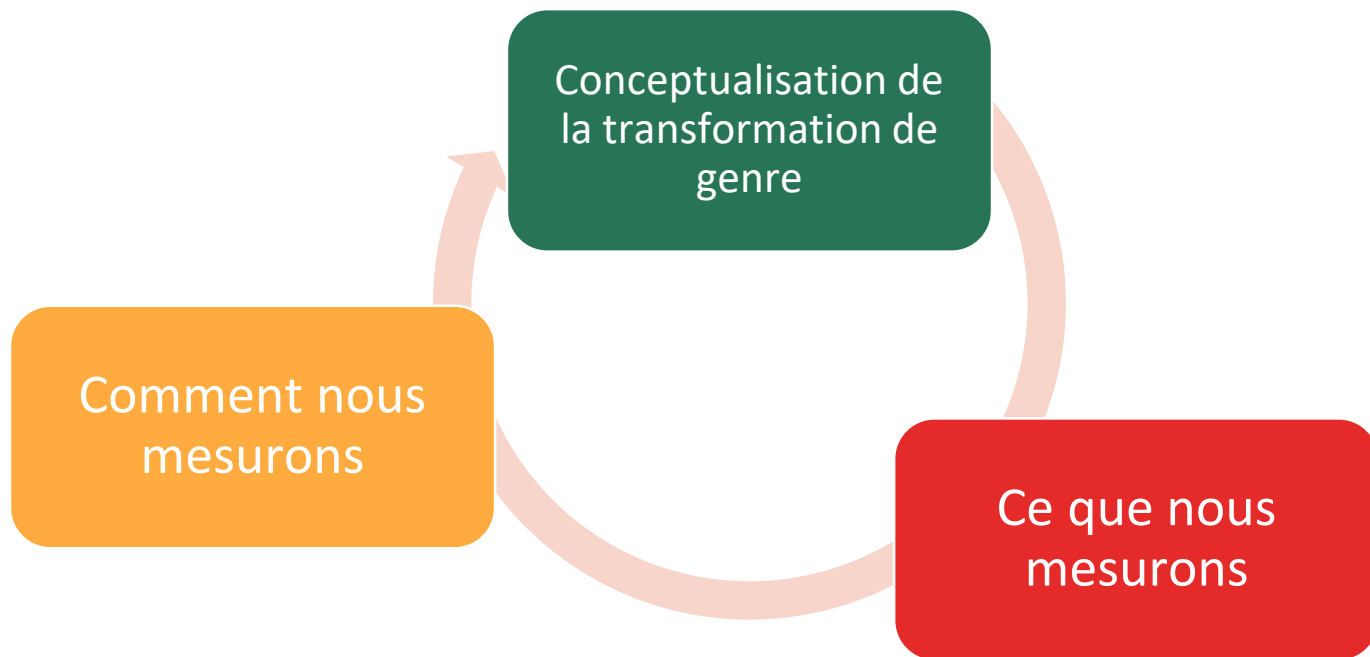 Conceptualisation de
la transformation de
genre
Comment nous
mesurons
Ce que nous
mesurons